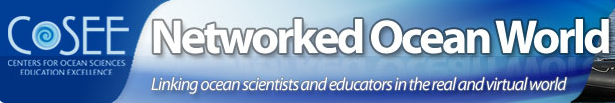 COSEE
CENTERS FOR OCEAN SCIENCES
EDUCATION EXCELLENCE
Networked Ocean World
Linking ocean scientists and educators in the real and virtual world